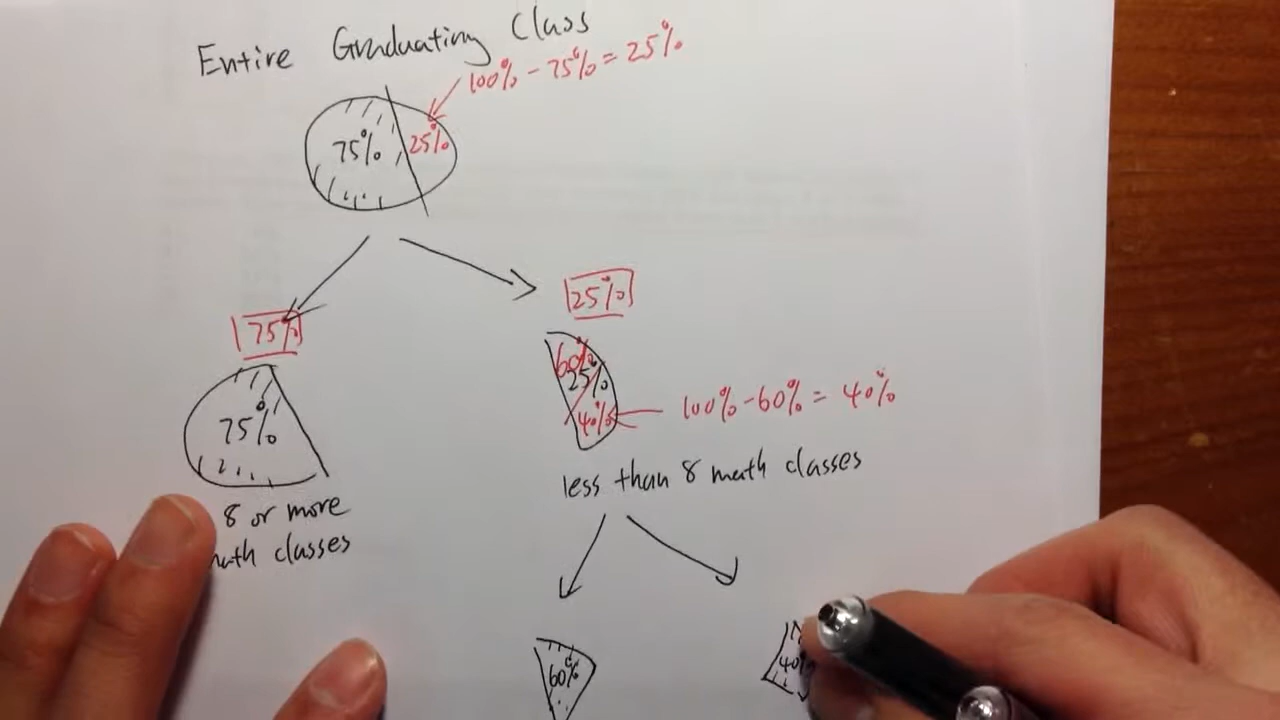 Entire Graduating Class
100% - 75% = 25%
75% 25%
75%
25%
75%
60%
25%
40%
100% - 60% = 40%
less than 8 math classes
8 or more
math classes
60%
40%